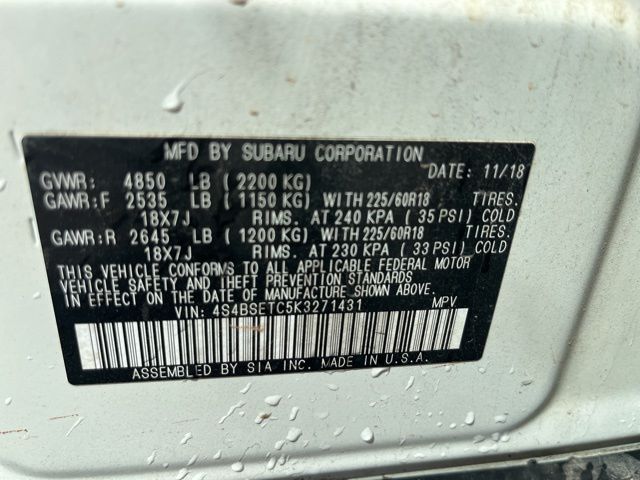 MFD BY SUBARU CORPORATION
DATE: 11/18
GVWR: 4850 LB (2200 KG)
GAWR:F 2535 LB (1150 KG) WITH 225/60R18 TIRES.
18X7J RIMS. AT 240 KPA (35 PSI) COLD
GAWR:R 2645 LB (1200 KG) WITH 225/60R18 TIRES.
18X7J RIMS. AT 230 KPA (33 PSI) COLD
THIS VEHICLE CONFORMS TO ALL APPLICABLE FEDERAL MOTOR
VEHICLE SAFETY AND THEFT PREVENTION STANDARDS
IN EFFECT ON THE DATE OF MANUFACTURE SHOWN ABOVE.
VIN: 4S4BSETC5K3271431 MPV
ASSEMBLED BY SIA INC. MADE IN U.S.A.